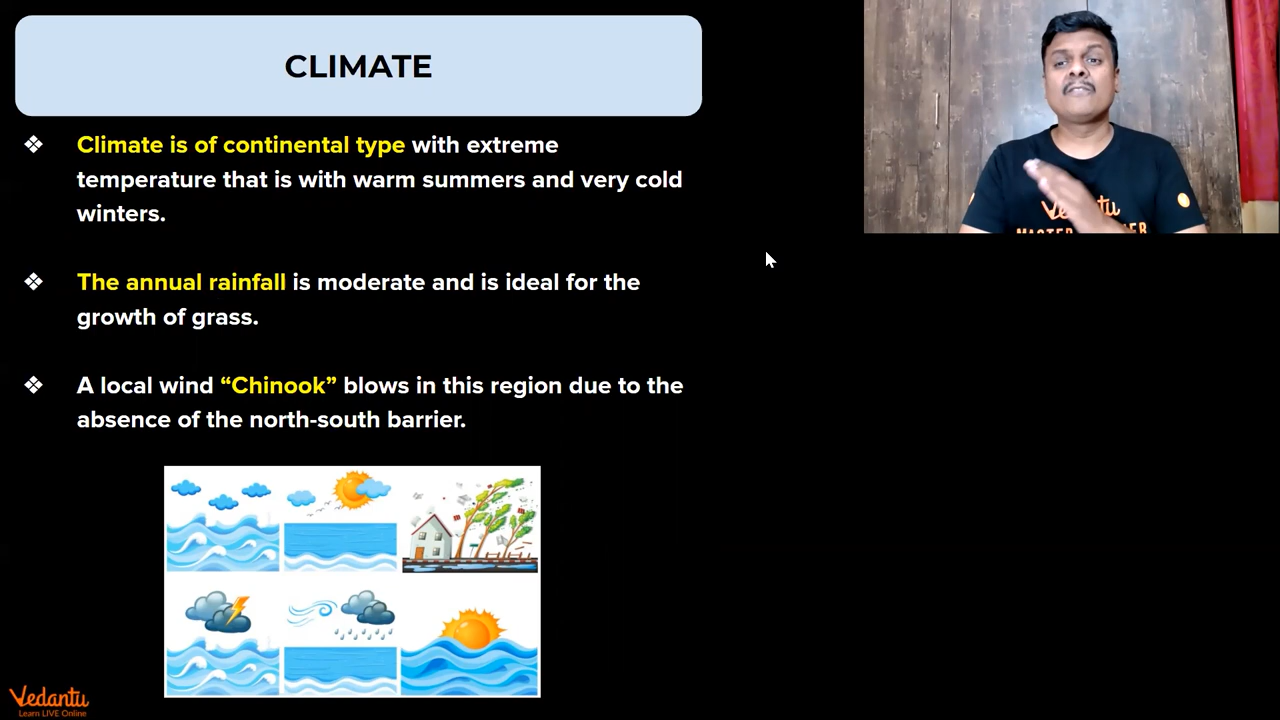 CLIMATE
❖ Climate is of continental type with extreme
temperature that is with warm summers and very cold
winters.
❖ The annual rainfall is moderate and is ideal for the
growth of grass.
❖ A local wind “Chinook” blows in this region due to the
absence of the north-south barrier.
Vedantu
Learn LIVE Online
Vedantu